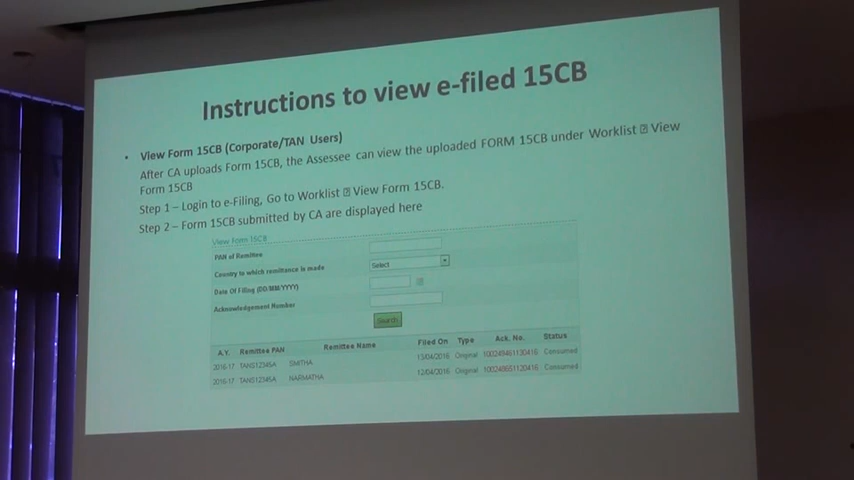 Instructions to view e-filed 15CB
• View Form 15CB (Corporate/TAN Users)
After CA uploads Form 15CB, the Assessee can view the uploaded FORM 15CB under Worklist ⍰ View
Form 15CB
Step 1 – Login to e-Filing, Go to Worklist ⍰ View Form 15CB.
Step 2 – Form 15CB submitted by CA are displayed here
View Form 15CB
PAN of Remittee
Country to which remittance is made Select
Date Of Filing (DD/MM/YYYY)
Acknowledgement Number
Search
A.Y. Remittee PAN Remittee Name Filed On Type Ack. No. Status
2016-17 TANS12345A SMITHA 13/04/2016 Original 100249461130416 Consumed
2016-17 TANS12345A NARMATHA 12/04/2016 Original Consumed